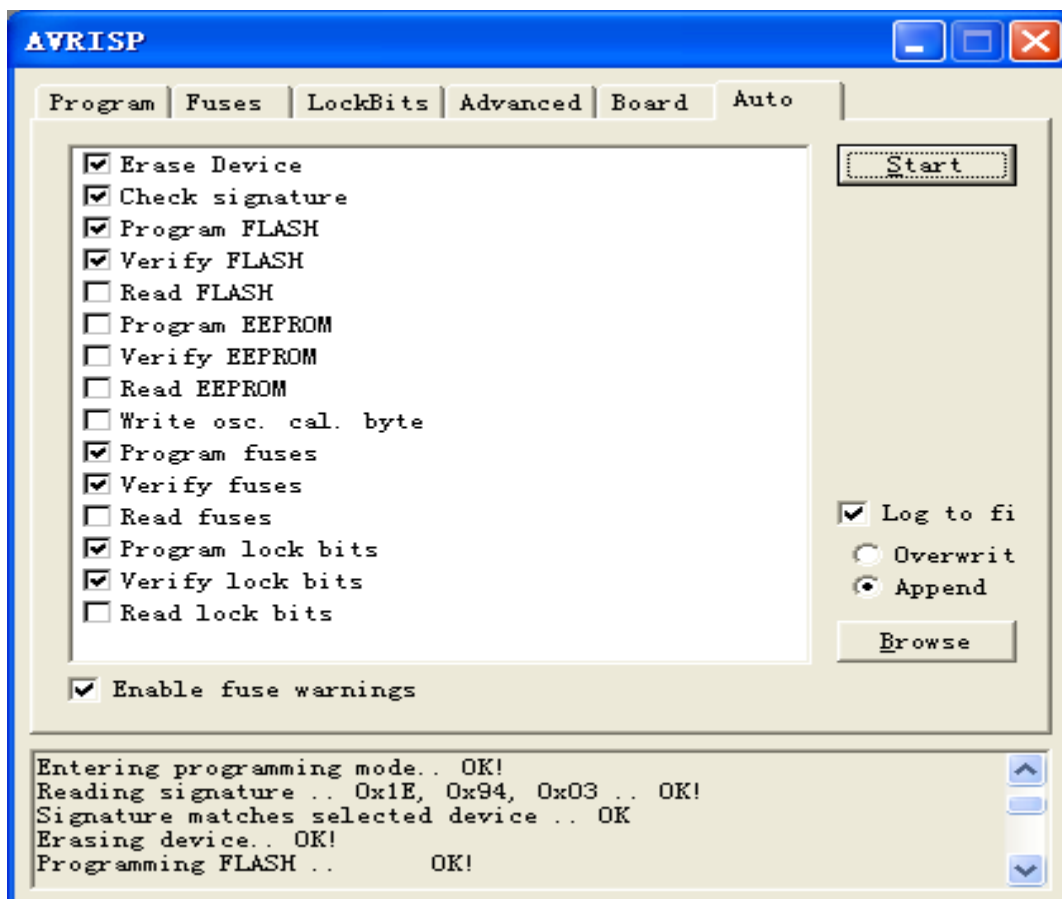 AVRISP
Program Fuses LockBits Advanced Board Auto
Erase Device
Check signature
Program FLASH
Verify FLASH
Read FLASH
Program EEPROM
Verify EEPROM
Read EEPROM
Write osc. cal. byte
Program fuses
Verify fuses
Read fuses
Program lock bits
Verify lock bits
Read lock bits
Start
Log to fi
Overwrit
Append
Browse
Enable fuse warnings
Entering programming mode.. OK!
Reading signature .. 0x1E, 0x94, 0x03 .. OK!
Signature matches selected device .. OK
Erasing device.. OK!
Programming FLASH .. OK!